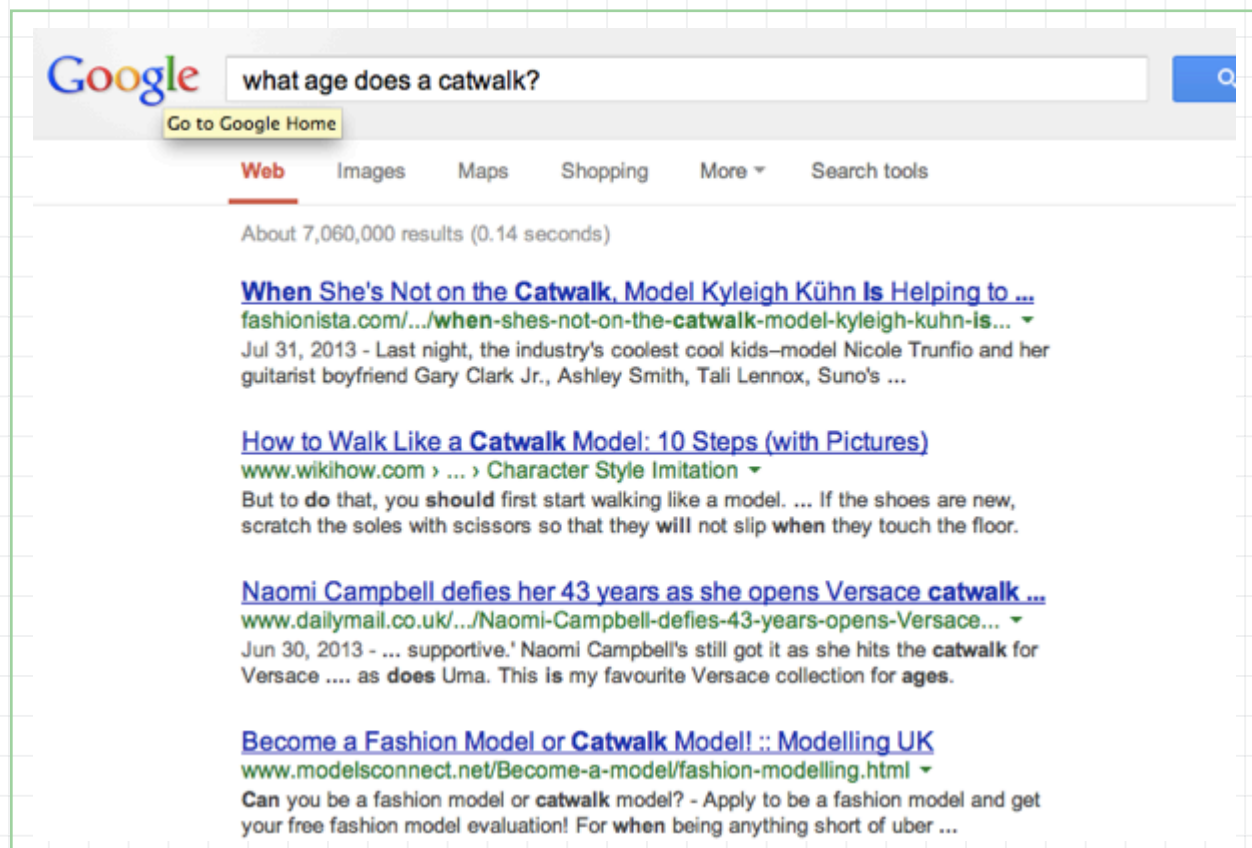 Google what age does a catwalk?
Go to Google Home
Web Images Maps Shopping More Search tools
About 7,060,000 results (0.14 seconds)
When She's Not on the Catwalk, Model Kyleigh Kühn Is Helping to ...
fashionista.com/.../when-shes-not-on-the-catwalk-model-kyleigh-kuhn-is...
Jul 31, 2013 - Last night, the industry's coolest cool kids–model Nicole Trunfio and her
guitarist boyfriend Gary Clark Jr., Ashley Smith, Tali Lennox, Suno's ...
How to Walk Like a Catwalk Model: 10 Steps (with Pictures)
www.wikihow.com › ... › Character Style Imitation
But to do that, you should first start walking like a model. ... If the shoes are new,
scratch the soles with scissors so that they will not slip when they touch the floor.
Naomi Campbell defies her 43 years as she opens Versace catwalk ...
www.dailymail.co.uk/.../Naomi-Campbell-defies-43-years-opens-Versace...
Jun 30, 2013 - ... supportive.' Naomi Campbell's still got it as she hits the catwalk for
Versace .... as does Uma. This is my favourite Versace collection for ages.
Become a Fashion Model or Catwalk Model! :: Modelling UK
www.modelsconnect.net/Become-a-model/fashion-modelling.html
Can you be a fashion model or catwalk model? - Apply to be a fashion model and get
your free fashion model evaluation! For when being anything short of uber ...